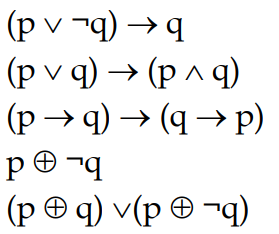 (p ∨ ¬q) → q
(p ∨ q) → (p ∧ q)
(p → q) → (q → p)
p ⊕ ¬q
(p ⊕ q) ∨(p ⊕ ¬q)